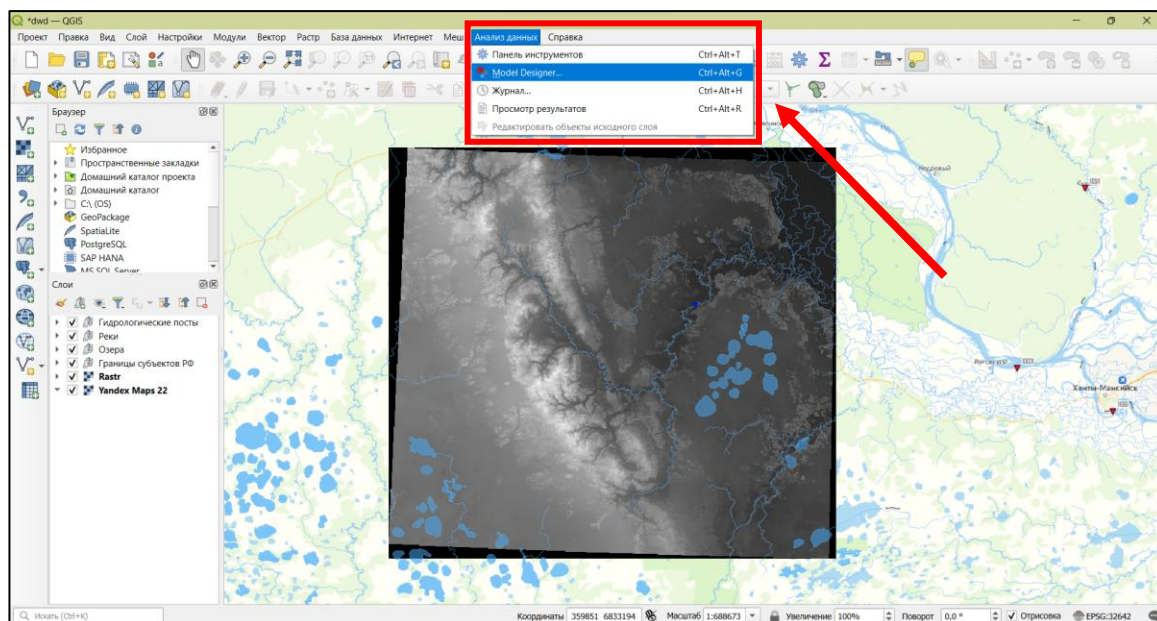 *dwd — QGIS
Проект Правка Вид Слой Настройки Модули Вектор Растр База данных Интернет Меш Анализ данных Справка
Панель инструментов Ctrl+Alt+T
Model Designer... Ctrl+Alt+G
Журнал... Ctrl+Alt+H
Просмотр результатов Ctrl+Alt+R
Редактировать объекты исходного слоя
Браузер
Избранное
Пространственные закладки
Домашний каталог проекта
Домашний каталог
C:\ (OS)
GeoPackage
SpatiaLite
PostgreSQL
SAP HANA
MS SQL Server
Слои
Гидрологические посты
Реки
Озера
Границы субъектов РФ
Rastr
Yandex Maps 22
Ханты-Мансийск
Искать (Ctrl+K)
Координаты 359851 6833194 Масштаб 1:688673 Увеличение 100% Поворот 0,0 ° Отрисовка EPSG:32642